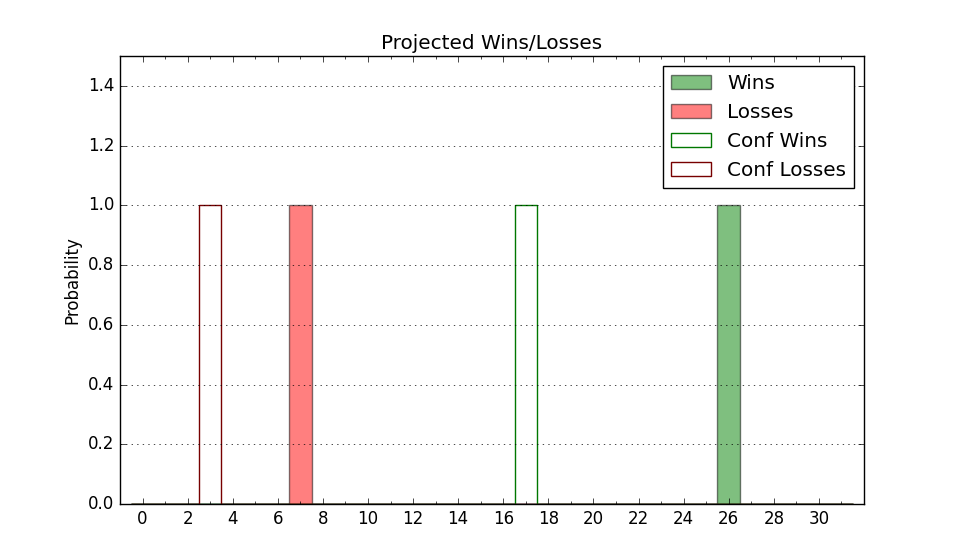 Projected Wins/Losses
Wins
Losses
Conf Wins
Conf Losses
Probability
1.4
1.2
1.0
0.8
0.6
0.4
0.2
0.0
0 2 4 6 8 10 12 14 16 18 20 22 24 26 28 30